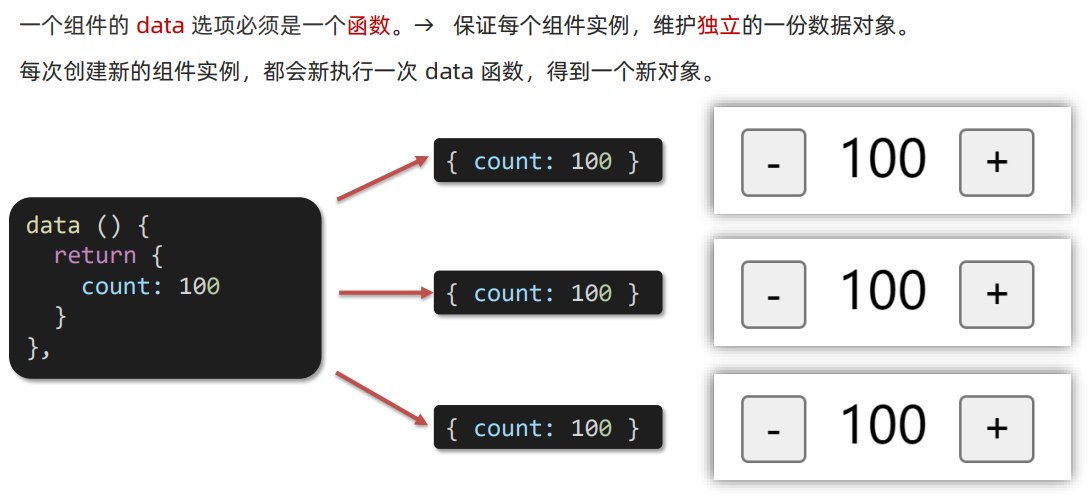 一个组件的 data 选项必须是一个函数。→ 保证每个组件实例，维护独立的一份数据对象。
每次创建新的组件实例，都会新执行一次 data 函数，得到一个新对象。
data () {
  return {
    count: 100
  }
},
{ count: 100 }
- 100 +
{ count: 100 }
- 100 +
{ count: 100 }
- 100 +